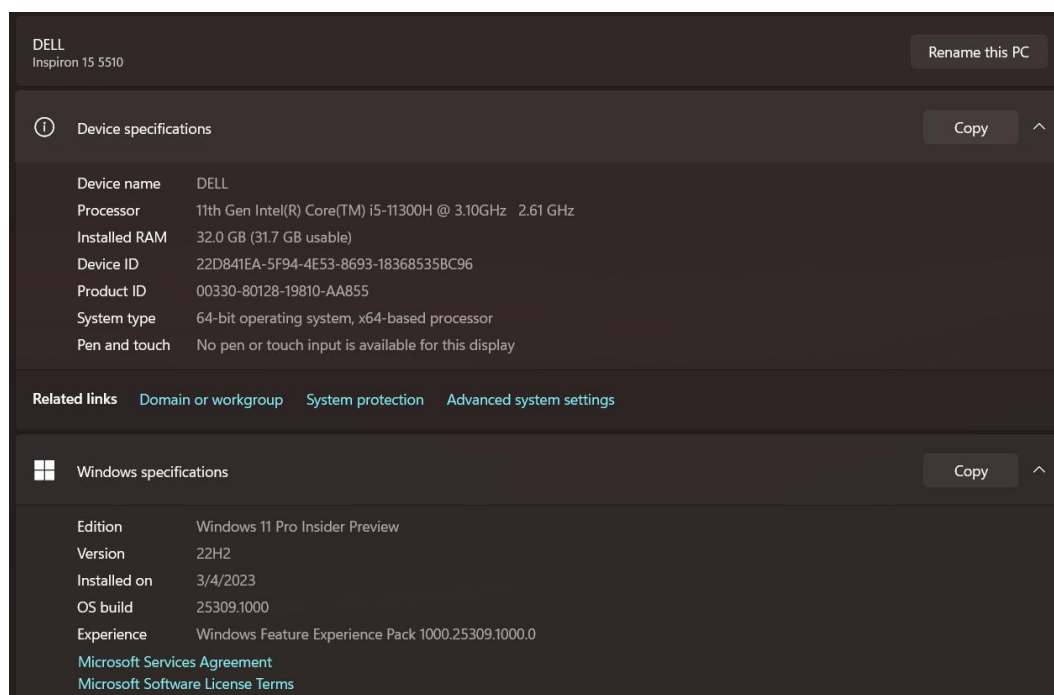 DELL
Inspiron 15 5510
Rename this PC
Device specifications
Copy
Device name DELL
Processor 11th Gen Intel(R) Core(TM) i5-11300H @ 3.10GHz 2.61 GHz
Installed RAM 32.0 GB (31.7 GB usable)
Device ID 22D841EA-5F94-4E53-8693-18368535BC96
Product ID 00330-80128-19810-AA855
System type 64-bit operating system, x64-based processor
Pen and touch No pen or touch input is available for this display
Related links Domain or workgroup System protection Advanced system settings
Windows specifications
Copy
Edition Windows 11 Pro Insider Preview
Version 22H2
Installed on 3/4/2023
OS build 25309.1000
Experience Windows Feature Experience Pack 1000.25309.1000.0
Microsoft Services Agreement
Microsoft Software License Terms